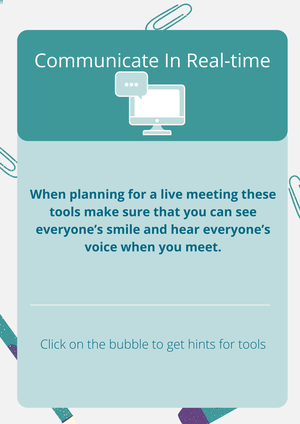 Communicate In Real-time
When planning for a live meeting these
tools make sure that you can see
everyone’s smile and hear everyone’s
voice when you meet.
Click on the bubble to get hints for tools